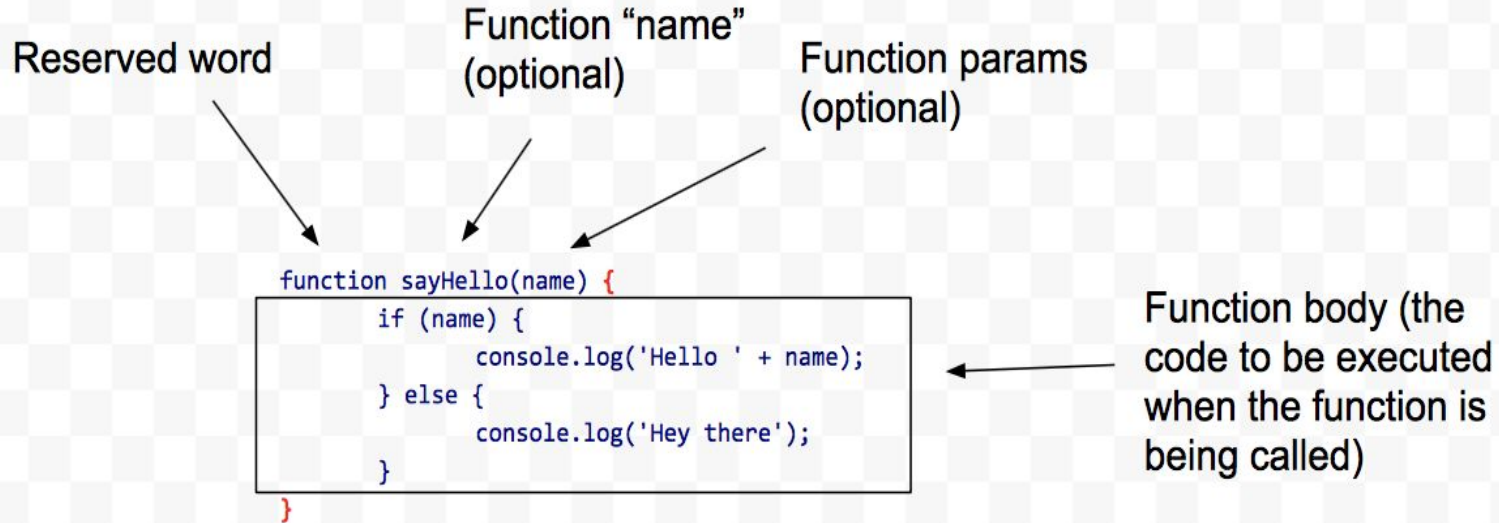 Reserved word
Function “name”
(optional)
Function params
(optional)
function sayHello(name) {
if (name) {
console.log('Hello ' + name);
} else {
console.log('Hey there');
}
}
Function body (the
code to be executed
when the function is
being called)